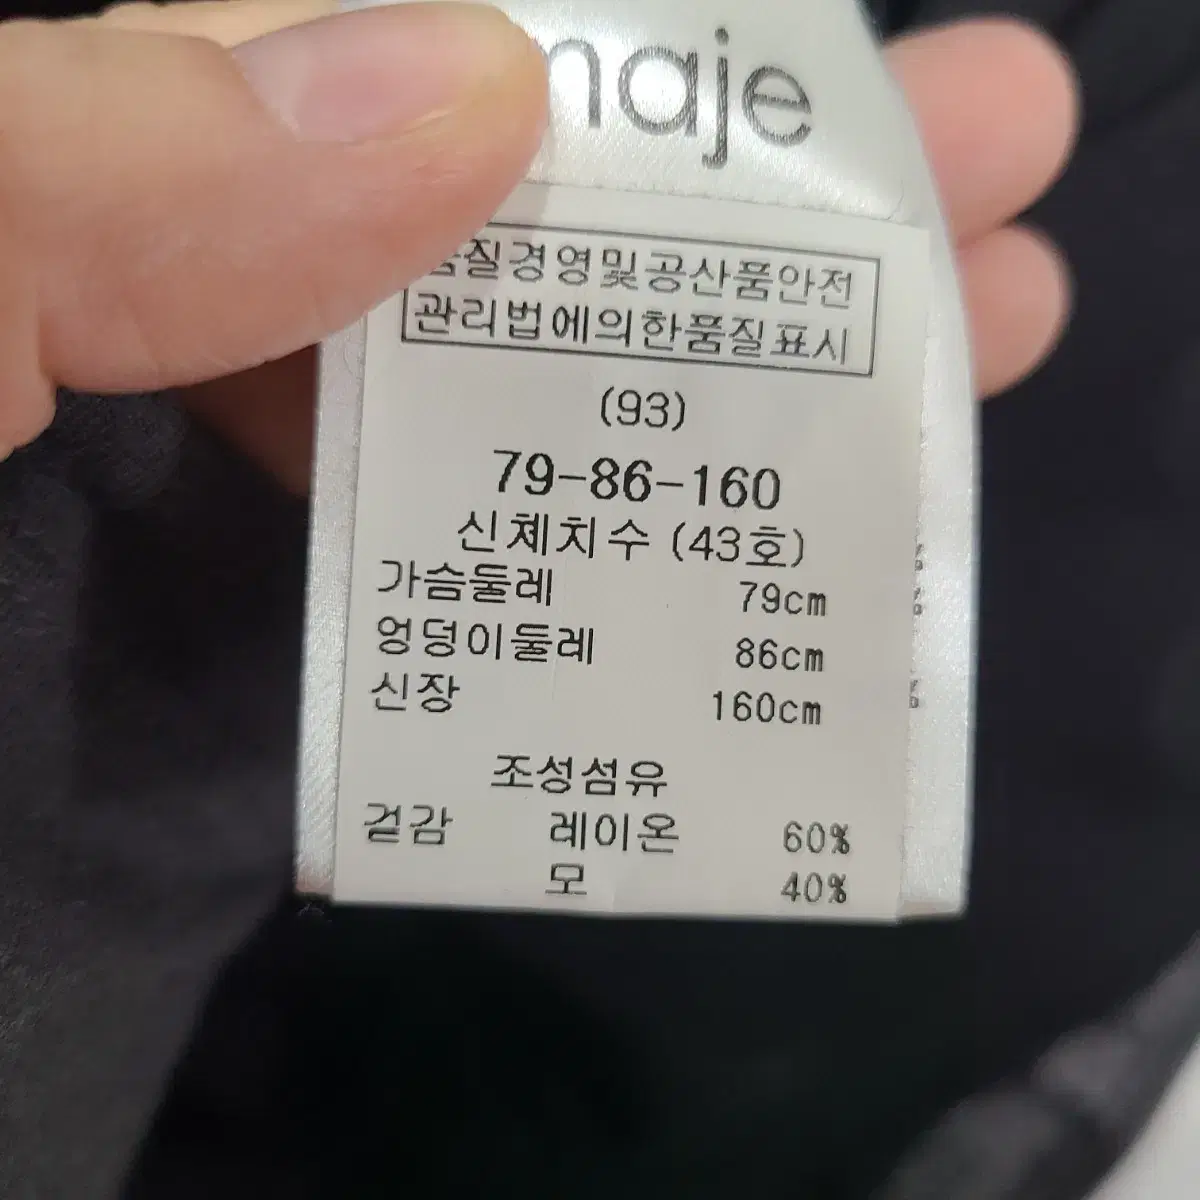 maje
품질경영및공산품안전
관리법에의한품질표시
(93)
79-86-160
신체치수 (43호)
가슴둘레 79cm
엉덩이둘레 86cm
신장 160cm
조성섬유
겉감 레이온 60%
모 40%